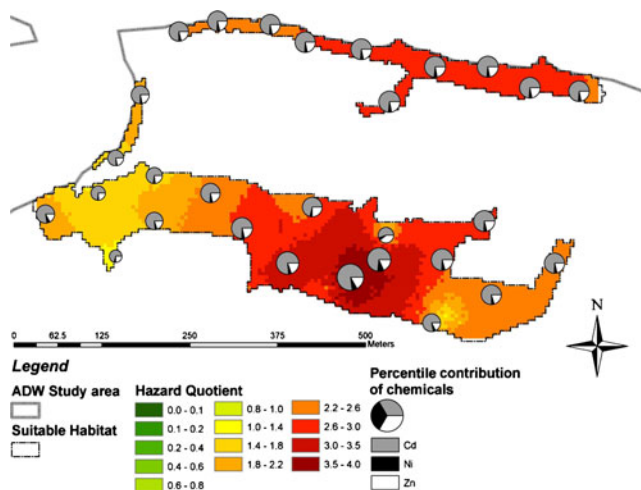 N
0 62.5 125 250 375 500
Meters
Legend
ADW Study area
Suitable Habitat
Hazard Quotient
0.0 - 0.1
0.1 - 0.2
0.2 - 0.4
0.4 - 0.6
0.6 - 0.8
0.8 - 1.0
1.0 - 1.4
1.4 - 1.8
1.8 - 2.2
2.2 - 2.6
2.6 - 3.0
3.0 - 3.5
3.5 - 4.0
Percentile contribution
of chemicals
Cd
Ni
Zn